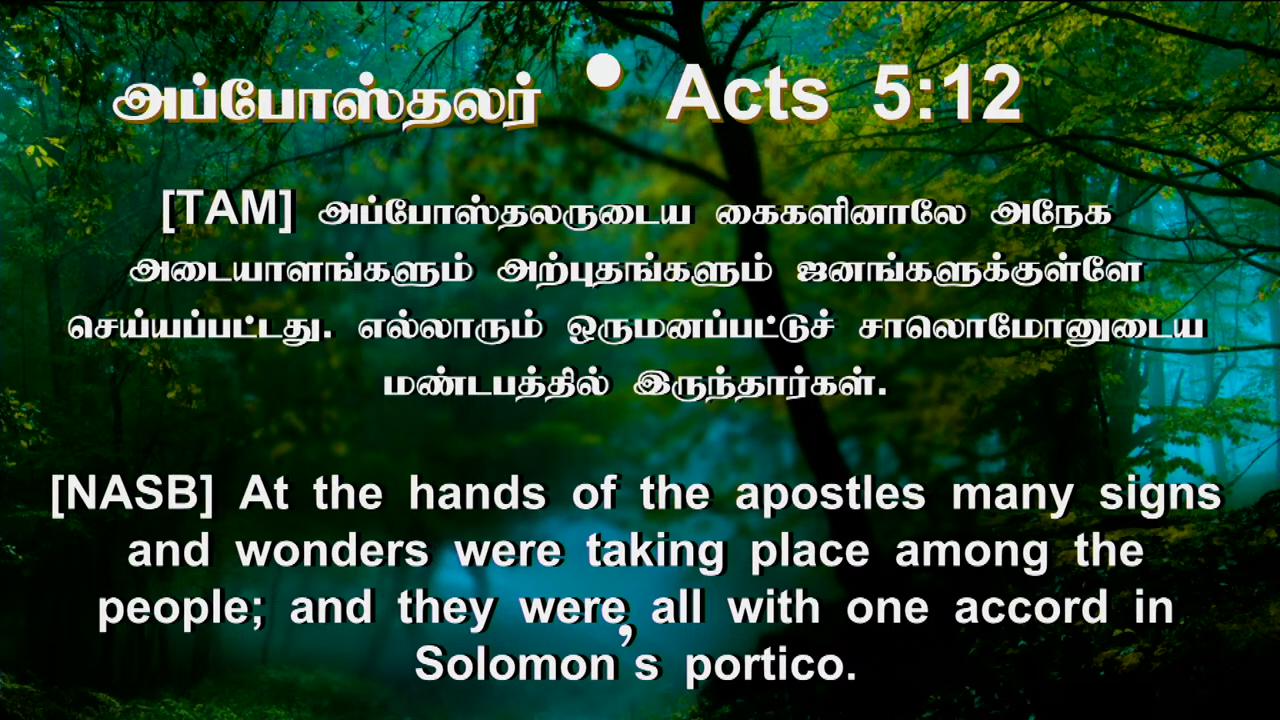 அப்போஸ்தலர் • Acts 5:12
[TAM] அப்போஸ்தலருடைய கைகளினாலே அநேக
அடையாளங்களும் அற்புதங்களும் ஜனங்களுக்குள்ளே
செய்யப்பட்டது. எல்லாரும் ஒருமனப்பட்டுச் சாலொமோனுடைய
மண்டபத்தில் இருந்தார்கள்.
[NASB] At the hands of the apostles many signs
and wonders were taking place among the
people; and they were all with one accord in
Solomon’s portico.